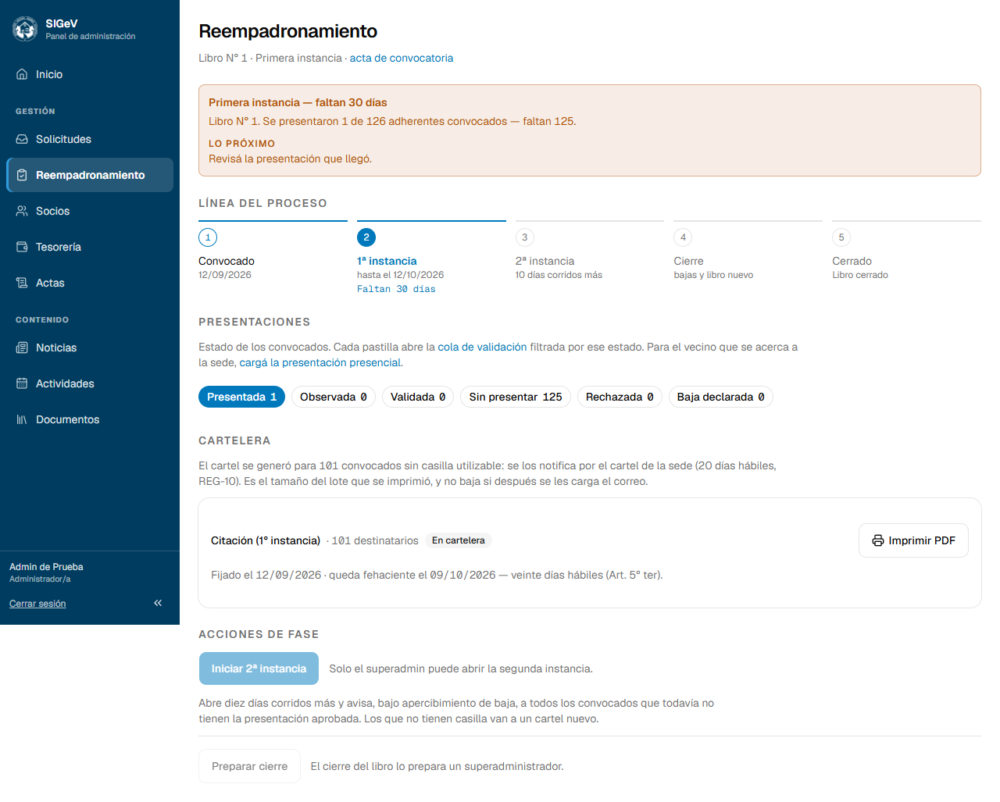 SIGeV
Panel de administración
Inicio
GESTIÓN
Solicitudes
Reempadronamiento
Socios
Tesorería
Actas
CONTENIDO
Noticias
Actividades
Documentos
Admin de Prueba
Administrador/a
Cerrar sesión
Reempadronamiento
Libro N° 1 · Primera instancia · acta de convocatoria
Primera instancia — faltan 30 días
Libro N° 1. Se presentaron 1 de 126 adherentes convocados — faltan 125.
LO PRÓXIMO
Revisá la presentación que llegó.
LÍNEA DEL PROCESO
1
Convocado
12/09/2026
2
1ª instancia
hasta el 12/10/2026
Faltan 30 días
3
2ª instancia
10 días corridos más
4
Cierre
bajas y libro nuevo
5
Cerrado
Libro cerrado
PRESENTACIONES
Estado de los convocados. Cada pastilla abre la cola de validación filtrada por ese estado. Para el vecino que se acerca a
la sede, cargá la presentación presencial.
Presentada 1 Observada 0 Validada 0 Sin presentar 125 Rechazada 0 Baja declarada 0
CARTELERA
El cartel se generó para 101 convocados sin casilla utilizable: se los notifica por el cartel de la sede (20 días hábiles,
REG-10). Es el tamaño del lote que se imprimió, y no baja si después se les carga el correo.
Citación (1° instancia) · 101 destinatarios En cartelera
Imprimir PDF
Fijado el 12/09/2026 · queda fehaciente el 09/10/2026 — veinte días hábiles (Art. 5° ter).
ACCIONES DE FASE
Iniciar 2ª instancia Solo el superadmin puede abrir la segunda instancia.
Abre diez días corridos más y avisa, bajo apercibimiento de baja, a todos los convocados que todavía no
tienen la presentación aprobada. Los que no tienen casilla van a un cartel nuevo.
Preparar cierre El cierre del libro lo prepara un superadministrador.